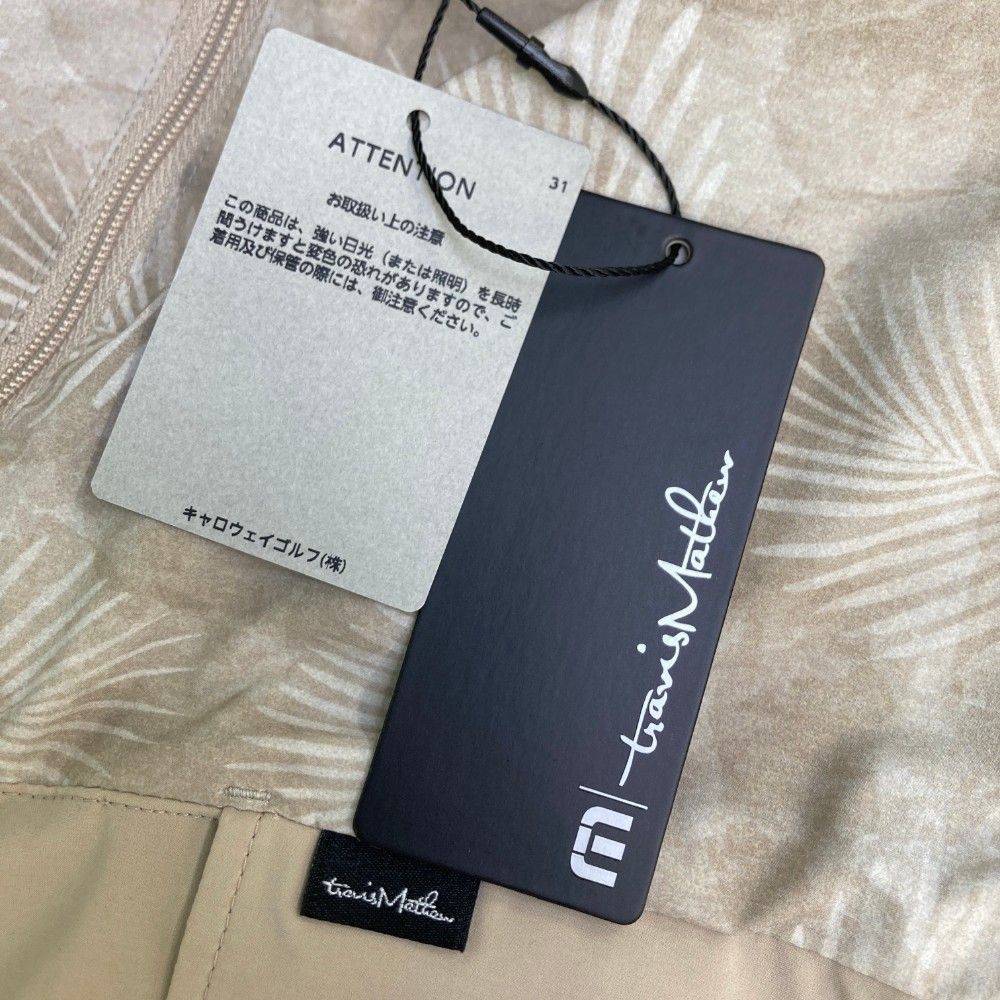 ATTENTION
31
お取扱い上の注意
この商品は、強い日光（または照明）を長時
間うけますと変色の恐れがありますので、ご
着用及び保管の際には、御注意ください。
キャロウェイゴルフ(株)
travisMathew
travisMathew